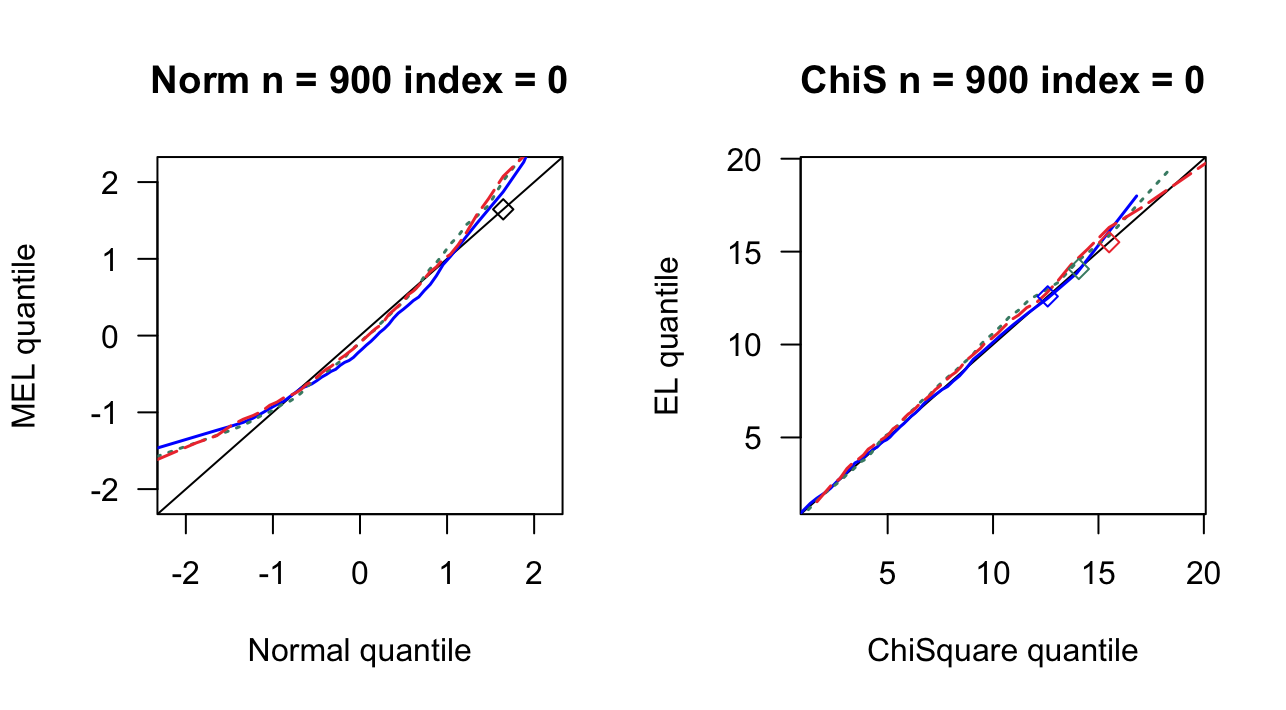 Norm n = 900 index = 0
MEL quantile
2
1
0
-1
-2
-2 -1 0 1 2
Normal quantile
ChiS n = 900 index = 0
EL quantile
20
15
10
5
5 10 15 20
ChiSquare quantile